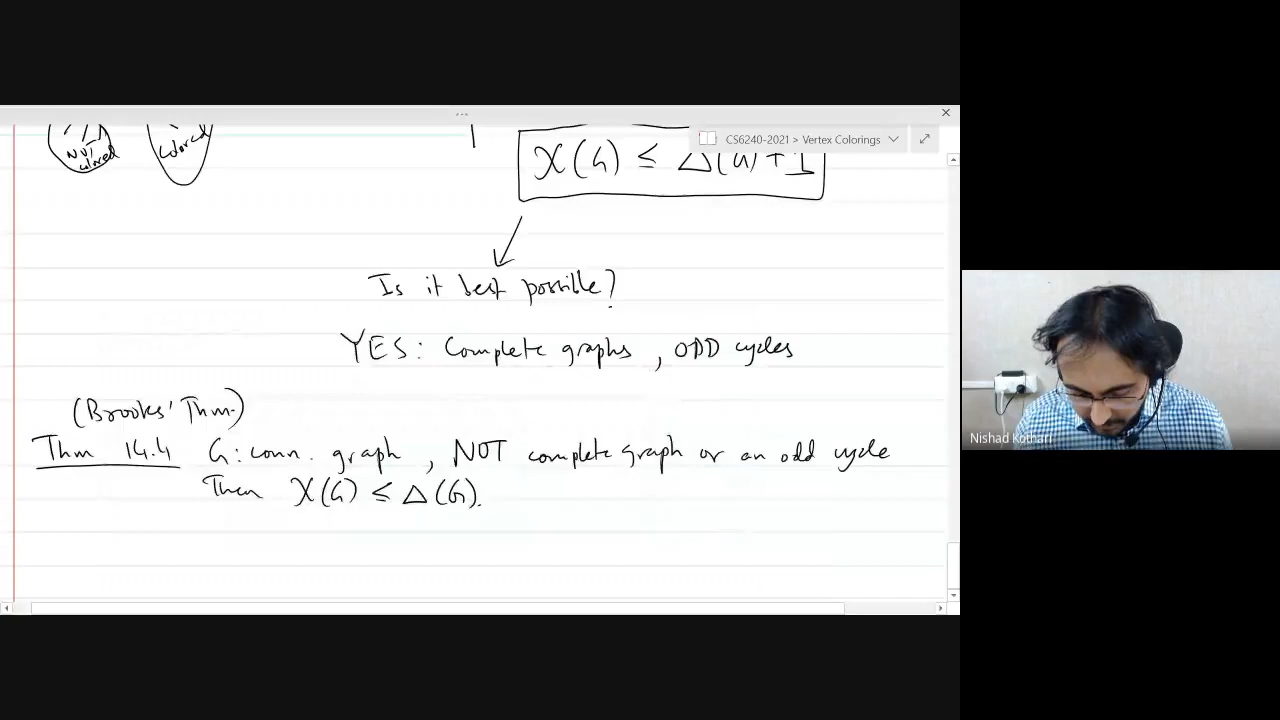 NOT colored
colored
CS6240-2021 > Vertex Colorings
χ(G) ≤ Δ(G)+1
Is it best possible?
YES: Complete graphs, ODD cycles
(Brooks' Thm.)
Thm 14.4 G: conn. graph, NOT complete graph or an odd cycle
Then χ(G) ≤ Δ(G).
Nishad Kothari